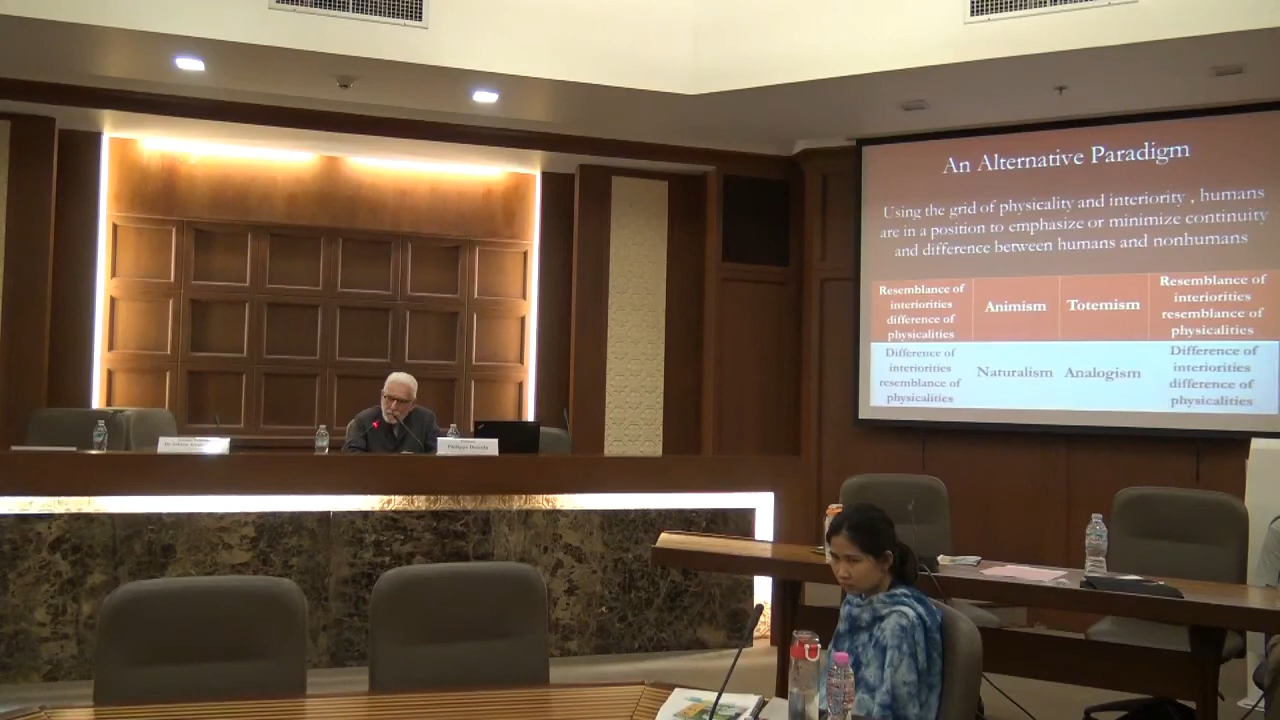 An Alternative Paradigm
Using the grid of physicality and interiority , humans
are in a position to emphasize or minimize continuity
and difference between humans and nonhumans
Resemblance of
interiorities
difference of
physicalities
Animism
Totemism
Resemblance of
interiorities
resemblance of
physicalities
Difference of
interiorities
resemblance of
physicalities
Naturalism
Analogism
Difference of
interiorities
difference of
physicalities
Philippe Descola